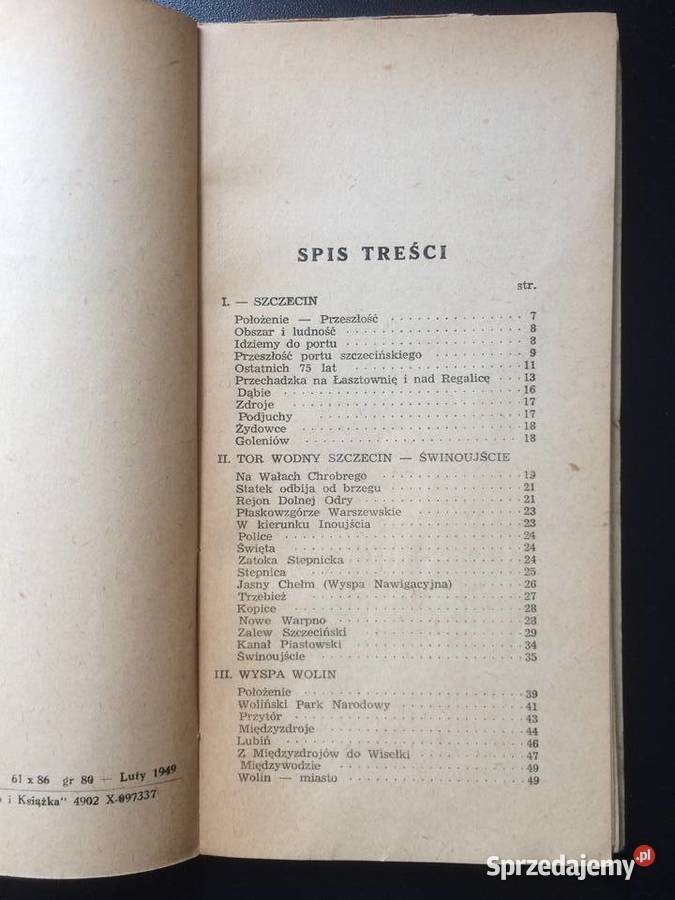 61 x 86 gr 80 — Luty 1949
i Książka" 4902 X-097337
SPIS TREŚCI
str.
I. — SZCZECIN
Położenie — Przeszłość 7
Obszar i ludność 8
Idziemy do portu 8
Przeszłość portu szczecińskiego 9
Ostatnich 75 lat 11
Przechadzka na Łasztownię i nad Regalicę 13
Dąbie 16
Zdroje 17
Podjuchy 17
Żydowce 18
Goleniów 18
II. TOR WODNY SZCZECIN — ŚWINOUJŚCIE
Na Wałach Chrobrego 19
Statek odbija od brzegu 21
Rejon Dolnej Odry 21
Płaskowzgórze Warszewskie 23
W kierunku Inoujścia 23
Police 24
Święta 24
Zatoka Stepnicka 24
Stepnica 25
Jasny Chełm (Wyspa Nawigacyjna) 26
Trzebież 27
Kopice 28
Nowe Warpno 28
Zalew Szczeciński 29
Kanał Piastowski 34
Świnoujście 35
III. WYSPA WOLIN
Położenie 39
Woliński Park Narodowy 41
Przytór 43
Międzyzdroje 44
Lubiń 46
Z Międzyzdrojów do Wisełki 47
Międzywodzie 49
Wolin — miasto 49
Sprzedajemy.pl